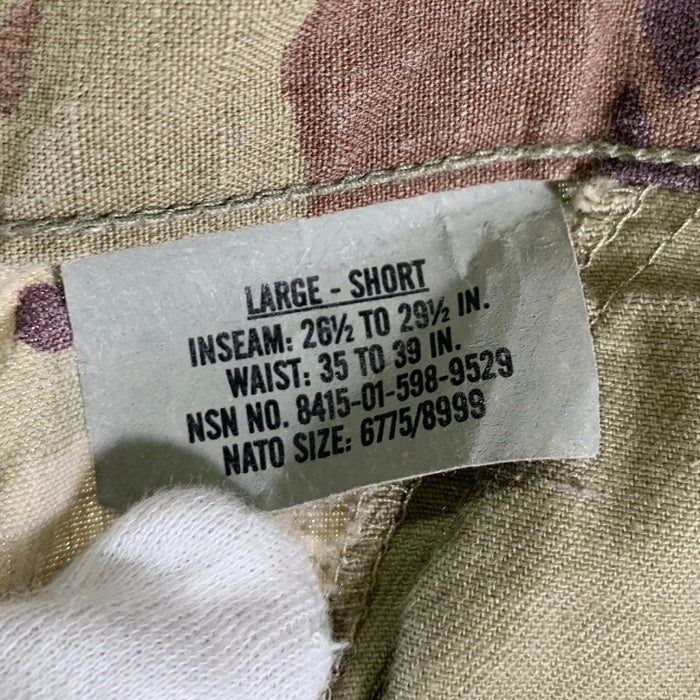 LARGE - SHORT
INSEAM: 26½ TO 29½ IN.
WAIST: 35 TO 39 IN.
NSN NO. 8415-01-598-9529
NATO SIZE: 6775/8999